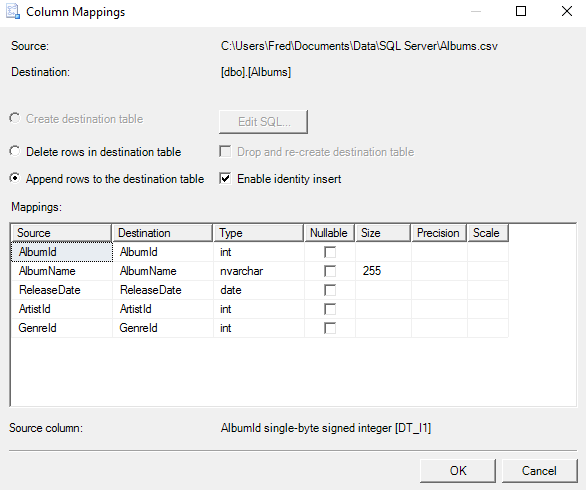 Column Mappings
Source: C:\Users\Fred\Documents\Data\SQL Server\Albums.csv
Destination: [dbo].[Albums]
Create destination table Edit SQL...
Delete rows in destination table Drop and re-create destination table
Append rows to the destination table Enable identity insert
Mappings:
Source Destination Type Nullable Size Precision Scale
AlbumId AlbumId int
AlbumName AlbumName nvarchar 255
ReleaseDate ReleaseDate date
ArtistId ArtistId int
GenreId GenreId int
Source column: AlbumId single-byte signed integer [DT_I1]
OK Cancel